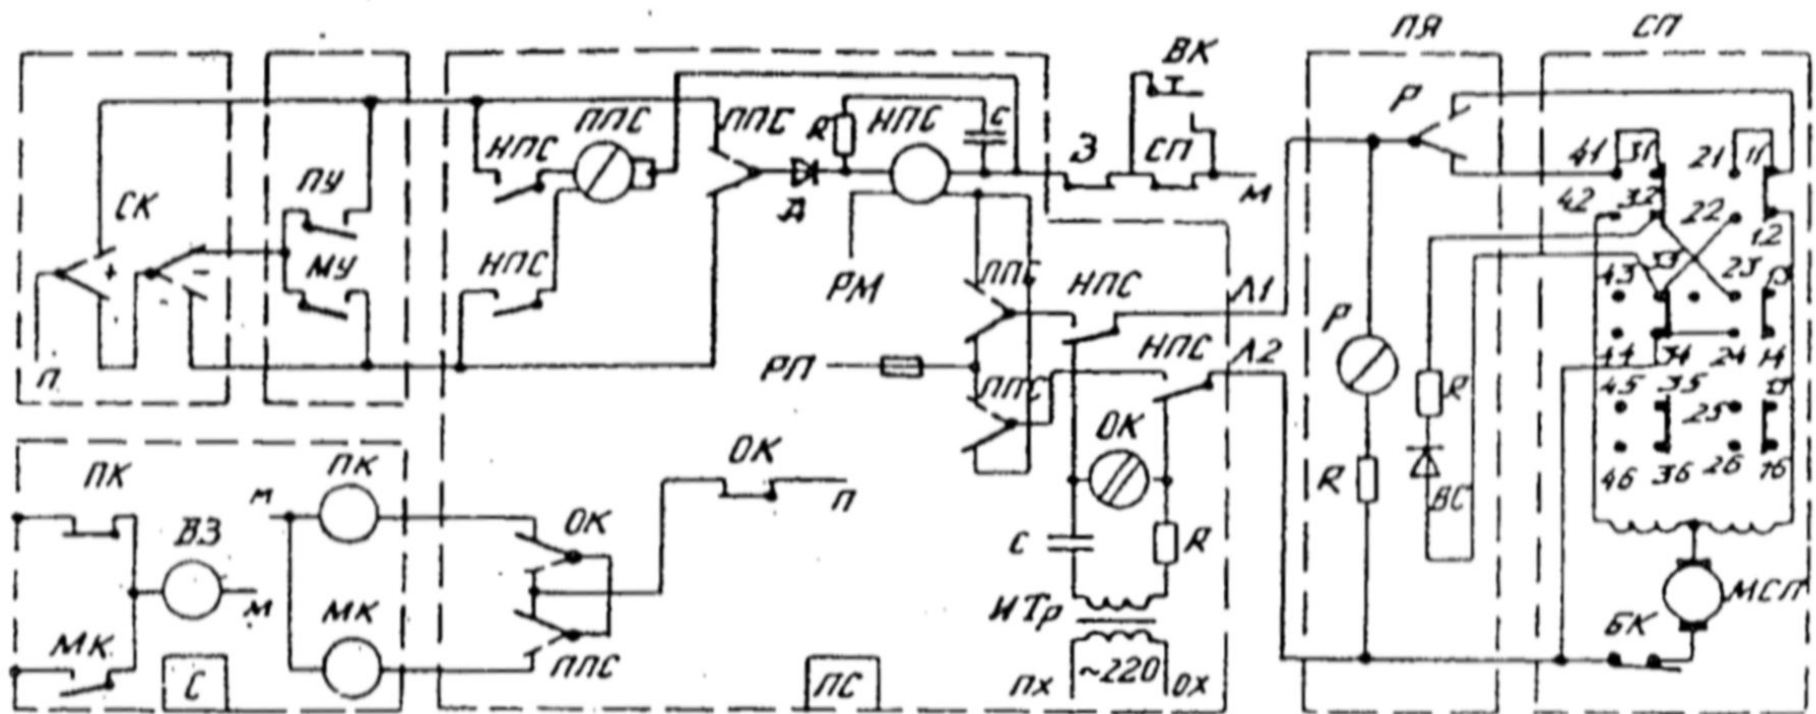 ПЯ СП
ВК
Р
З СП
М
ППС
НПС
ППС
R
НПС
С
Д
ПУ
СК
+ -
МУ
НПС
РМ
ППС
НПС
Л1
НПС
Л2
РП
ППС
П
41 31 21 11
42 32 22 12
43 33 23 13
44 34 24 14
45 35 25 15
46 36 26 16
Р
R
R
ВС
ОК
ОК
П
ПК
ПК
М
ВЗ
М
ОК
С
R
МК
МК
ППС
С
ПС
ИТр
ПХ ~220 ОХ
БК
МСП